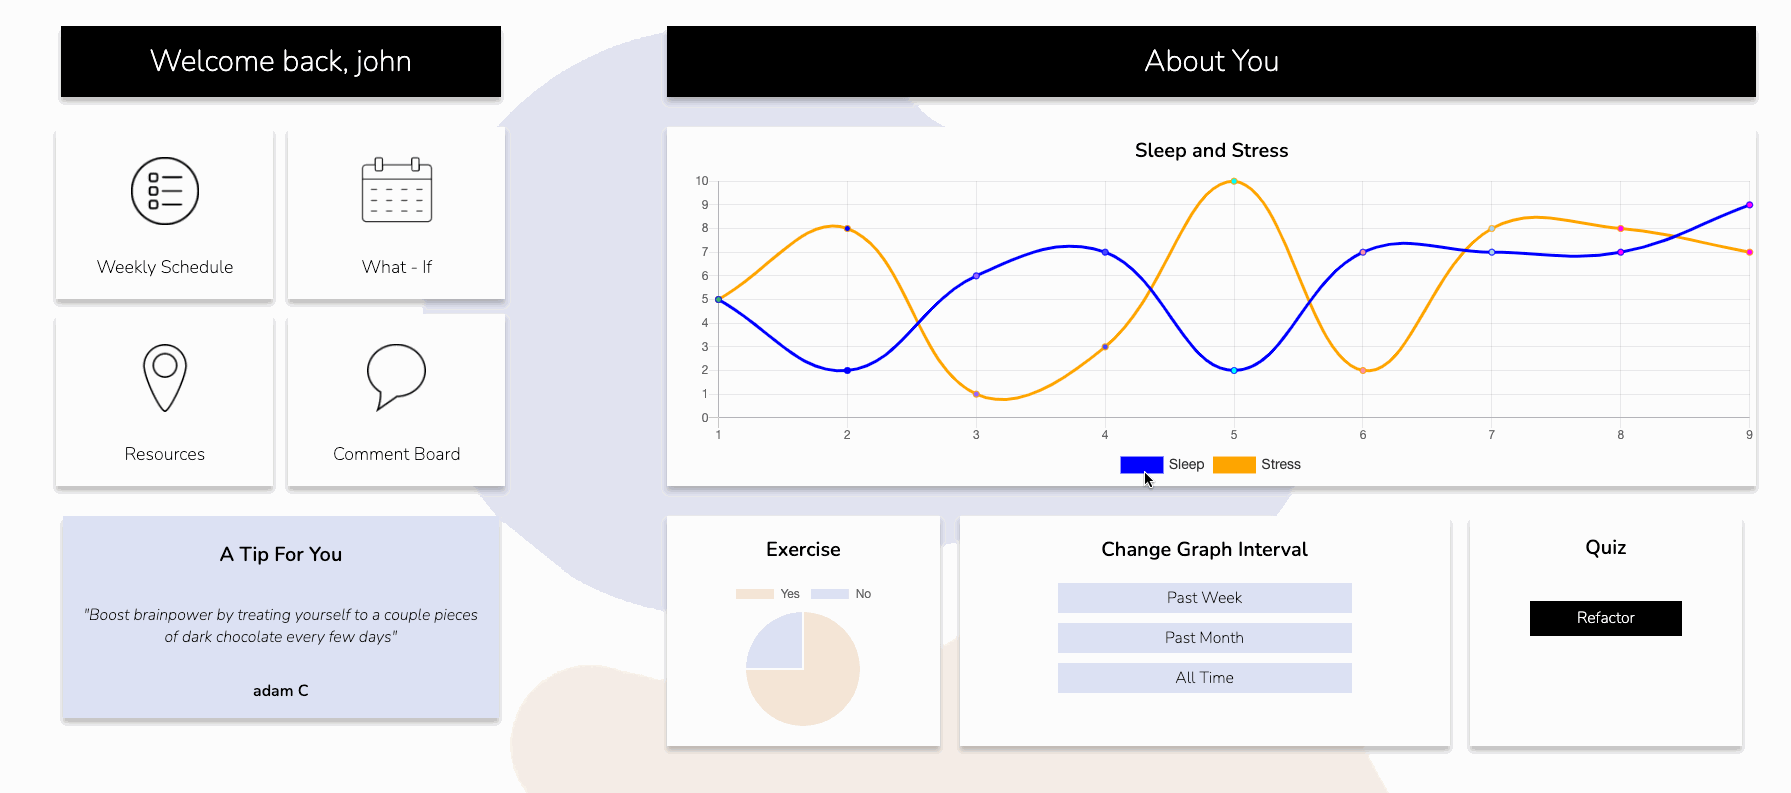 Welcome back, john
Weekly Schedule
What - If
Resources
Comment Board
A Tip For You
"Boost brainpower by treating yourself to a couple pieces
of dark chocolate every few days"
adam C
About You
Sleep and Stress
10
9
8
7
6
5
4
3
2
1
0
1 2 3 4 5 6 7 8 9
Sleep Stress
Exercise
Yes No
Change Graph Interval
Past Week
Past Month
All Time
Quiz
Refactor